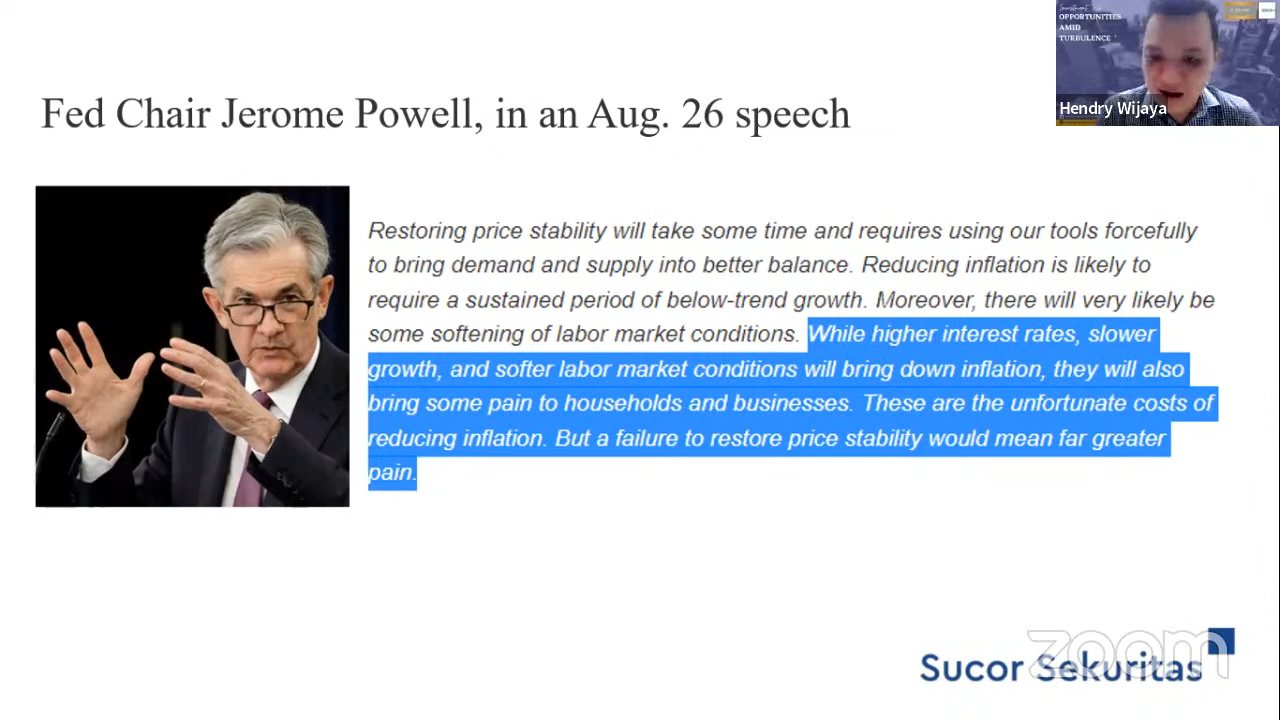 OPPORTUNITIES
AMID
TURBULENCE
Hendry Wijaya
Fed Chair Jerome Powell, in an Aug. 26 speech
Restoring price stability will take some time and requires using our tools forcefully
to bring demand and supply into better balance. Reducing inflation is likely to
require a sustained period of below-trend growth. Moreover, there will very likely be
some softening of labor market conditions. While higher interest rates, slower
growth, and softer labor market conditions will bring down inflation, they will also
bring some pain to households and businesses. These are the unfortunate costs of
reducing inflation. But a failure to restore price stability would mean far greater
pain.
zoom
Sucor Sekuritas